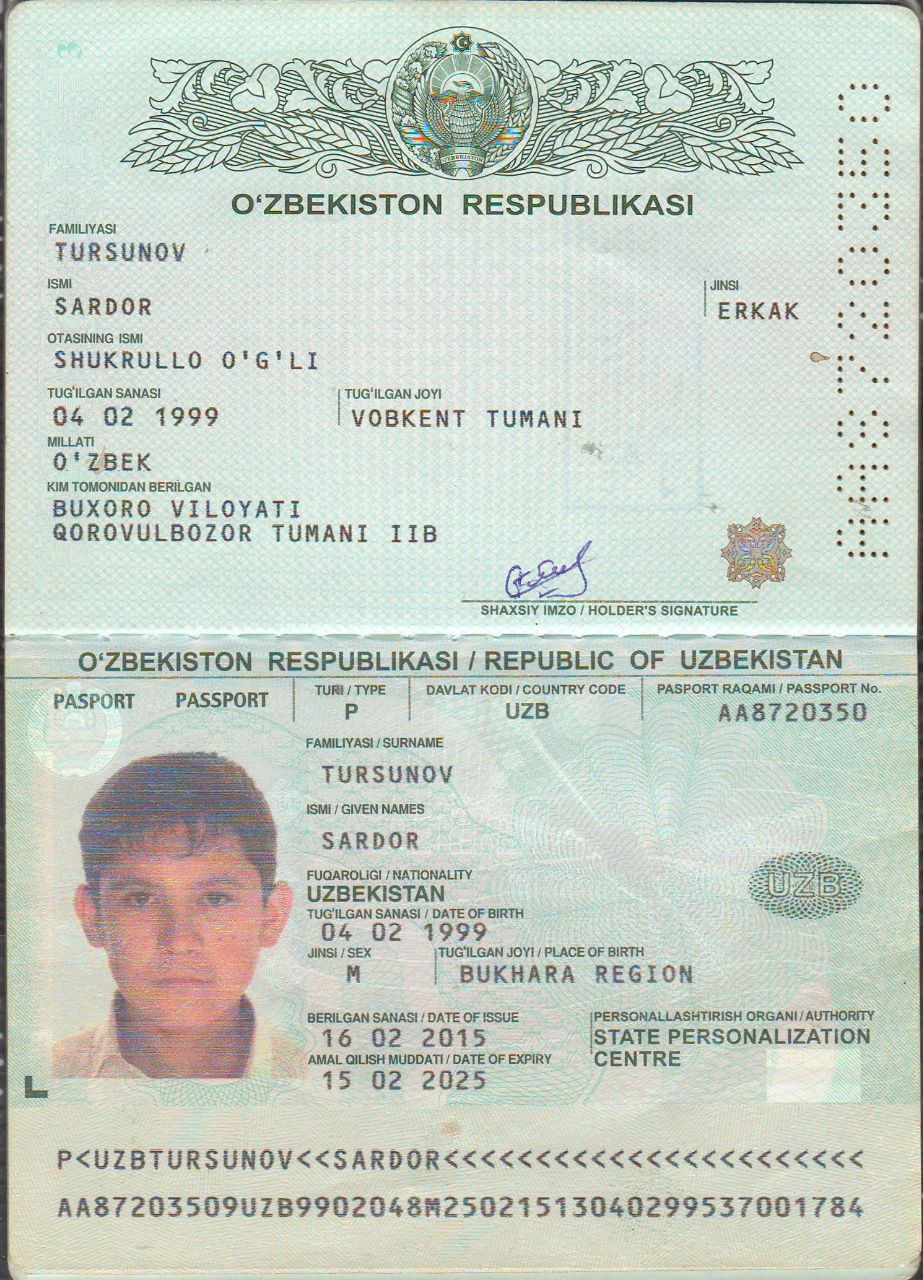 O‘ZBEKISTON RESPUBLIKASI
FAMILIYASI
TURSUNOV
ISMI
SARDOR
JINSI
ERKAK
OTASINING ISMI
SHUKRULLO O'G'LI
TUG‘ILGAN SANASI
04 02 1999
TUG‘ILGAN JOYI
VOBKENT TUMANI
MILLATI
O'ZBEK
KIM TOMONIDAN BERILGAN
BUXORO VILOYATI
QOROVULBOZOR TUMANI IIB
SHAXSIY IMZO / HOLDER'S SIGNATURE
AA8720350
O‘ZBEKISTON RESPUBLIKASI / REPUBLIC OF UZBEKISTAN
PASPORT PASSPORT
TURI / TYPE
P
DAVLAT KODI / COUNTRY CODE
UZB
PASPORT RAQAMI / PASSPORT No.
AA8720350
FAMILIYASI / SURNAME
TURSUNOV
ISMI / GIVEN NAMES
SARDOR
FUQAROLIGI / NATIONALITY
UZBEKISTAN
UZB
TUG‘ILGAN SANASI / DATE OF BIRTH
04 02 1999
JINSI / SEX
M
TUG‘ILGAN JOYI / PLACE OF BIRTH
BUKHARA REGION
BERILGAN SANASI / DATE OF ISSUE
16 02 2015
AMAL QILISH MUDDATI / DATE OF EXPIRY
15 02 2025
PERSONALLASHTIRISH ORGANI / AUTHORITY
STATE PERSONALIZATION
CENTRE
P<UZBTURSUNOV<<SARDOR<<<<<<<<<<<<<<<<<<<<<<<
AA87203509UZB9902048M25021513040299537001784